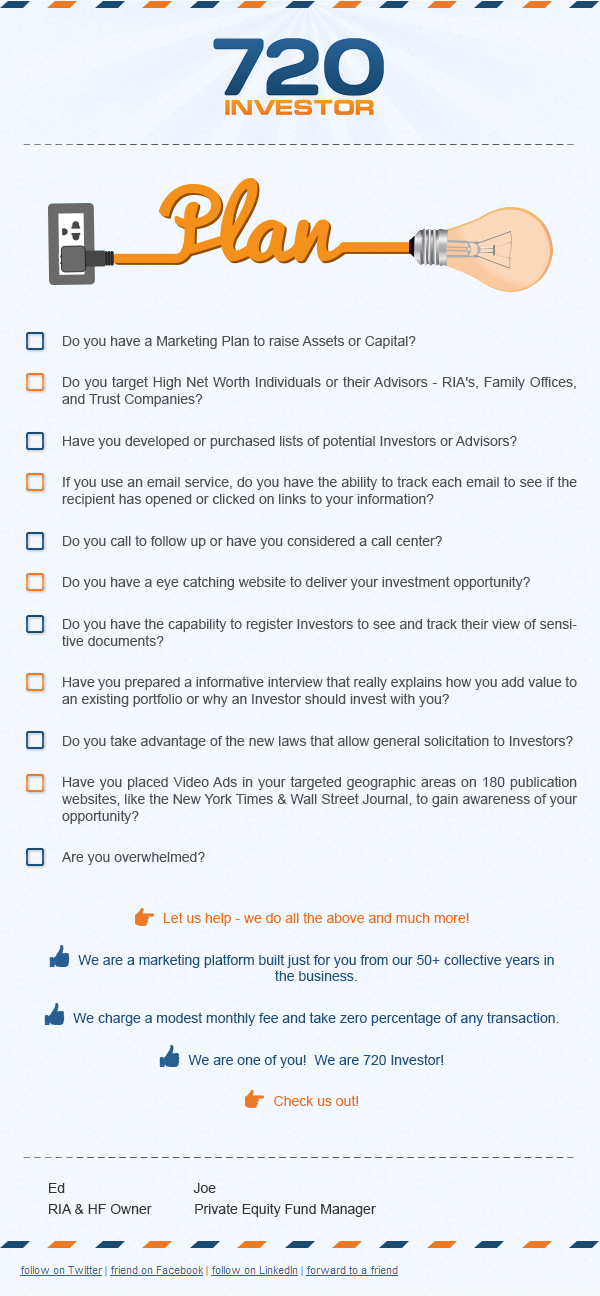 720
INVESTOR
Plan
Do you have a Marketing Plan to raise Assets or Capital?
Do you target High Net Worth Individuals or their Advisors - RIA's, Family Offices,
and Trust Companies?
Have you developed or purchased lists of potential Investors or Advisors?
If you use an email service, do you have the ability to track each email to see if the
recipient has opened or clicked on links to your information?
Do you call to follow up or have you considered a call center?
Do you have a eye catching website to deliver your investment opportunity?
Do you have the capability to register Investors to see and track their view of sensi-
tive documents?
Have you prepared a informative interview that really explains how you add value to
an existing portfolio or why an Investor should invest with you?
Do you take advantage of the new laws that allow general solicitation to Investors?
Have you placed Video Ads in your targeted geographic areas on 180 publication
websites, like the New York Times & Wall Street Journal, to gain awareness of your
opportunity?
Are you overwhelmed?
Let us help - we do all the above and much more!
We are a marketing platform built just for you from our 50+ collective years in
the business.
We charge a modest monthly fee and take zero percentage of any transaction.
We are one of you!  We are 720 Investor!
Check us out!
Ed Joe
RIA & HF Owner Private Equity Fund Manager
follow on Twitter | friend on Facebook | follow on LinkedIn | forward to a friend